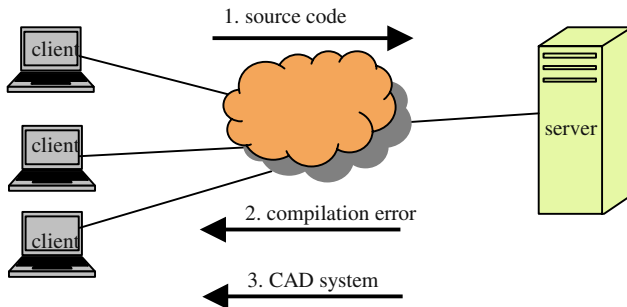 1. source code
client
client
server
client
2. compilation error
3. CAD system